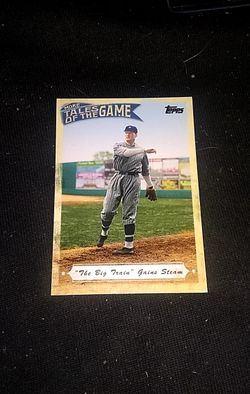 MORE
TALES
OF THE GAME
Topps
"The Big Train" Gains Steam